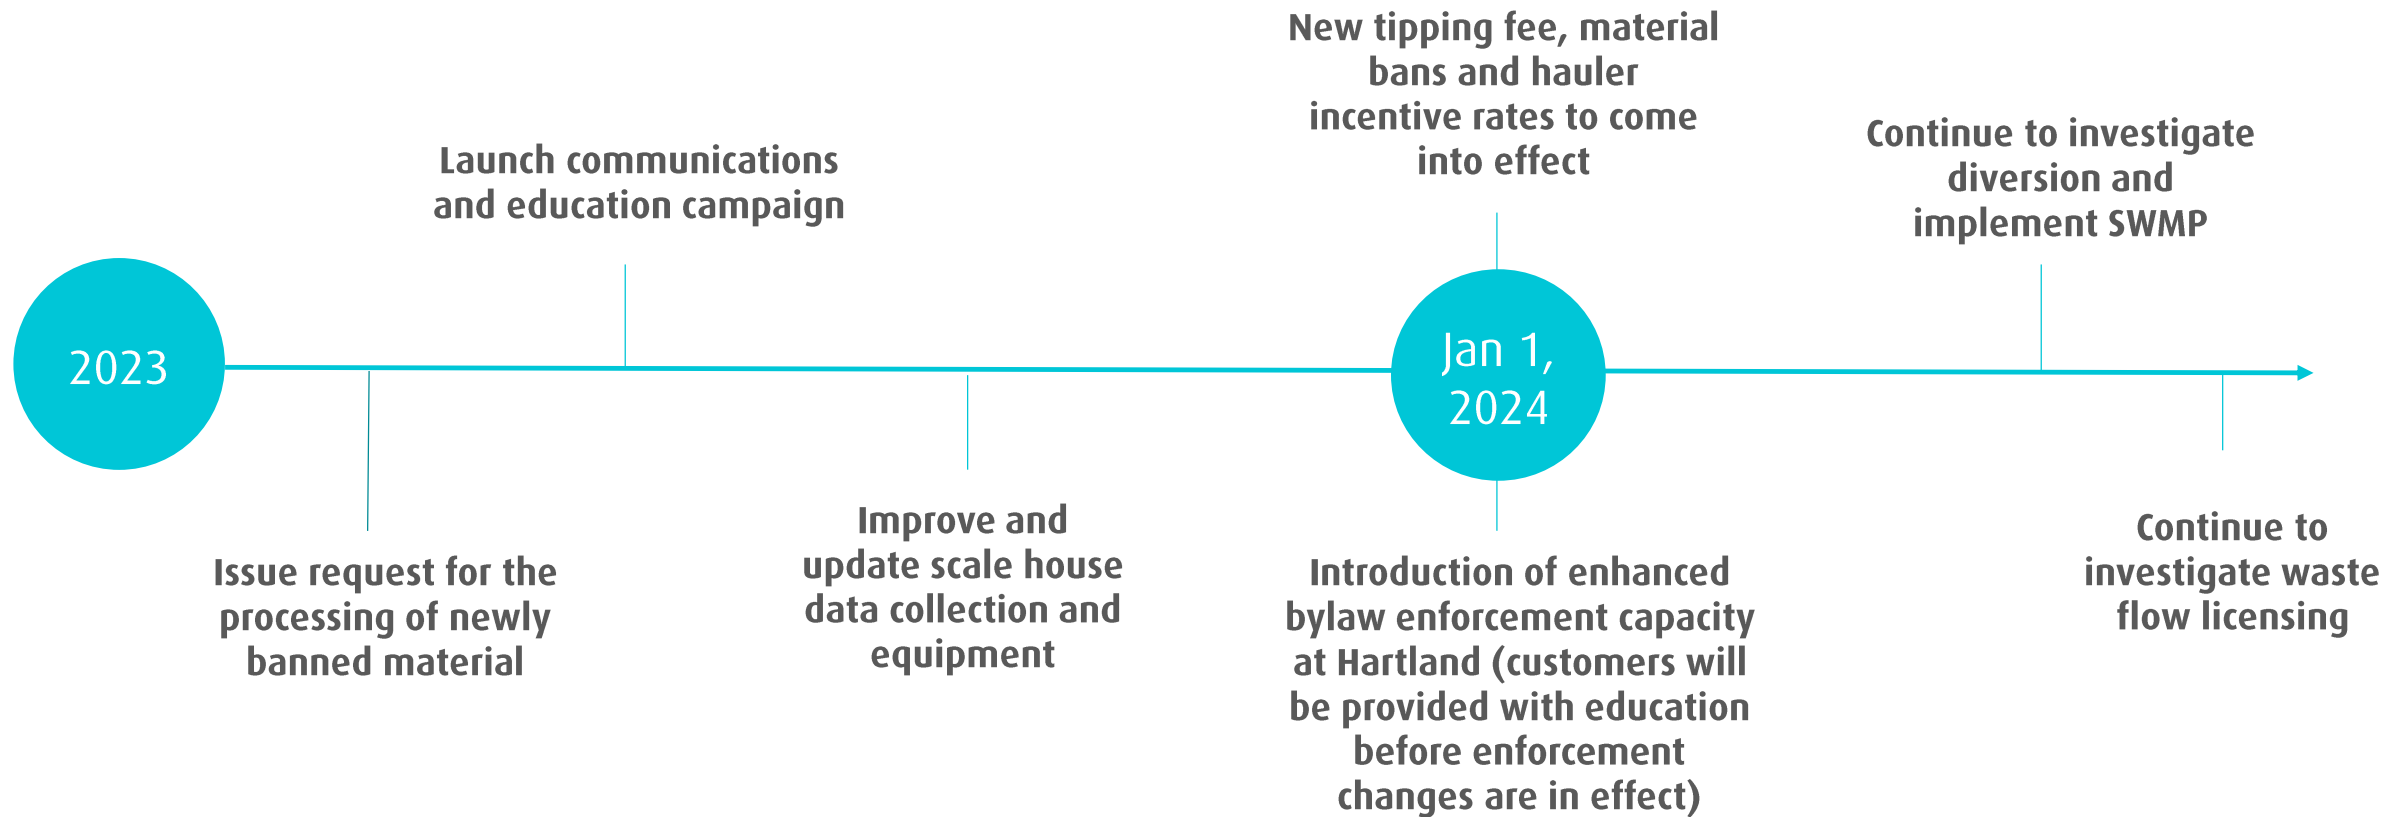 2023
Issue request for the
processing of newly
banned material
Launch communications
and education campaign
Improve and
update scale house
data collection and
equipment
New tipping fee, material
bans and hauler
incentive rates to come
into effect
Jan 1,
2024
Introduction of enhanced
bylaw enforcement capacity
at Hartland (customers will
be provided with education
before enforcement
changes are in effect)
Continue to investigate
diversion and
implement SWMP
Continue to
investigate waste
flow licensing